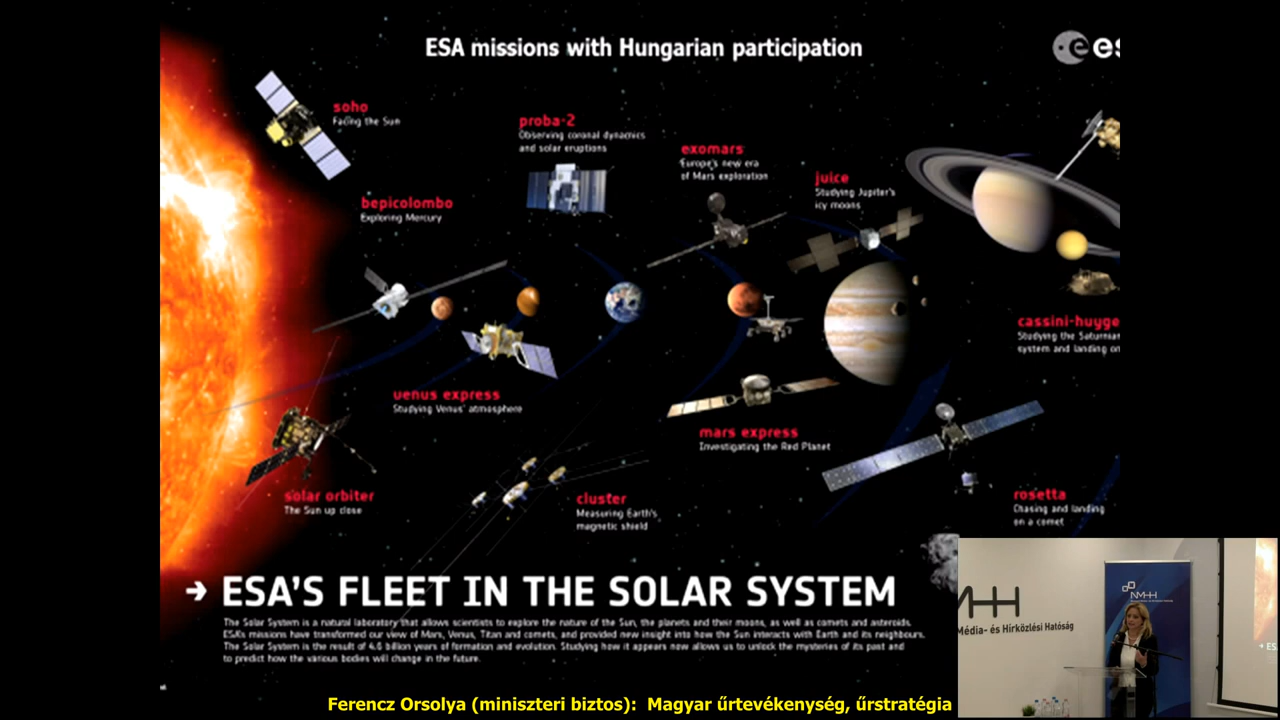 ESA missions with Hungarian participation
es
soho
Facing the Sun
proba-2
Observing coronal dynamics
and solar eruptions
exomars
Europe's new era
of Mars exploration
juice
Studying Jupiter's
icy moons
bepicolombo
Exploring Mercury
cassini-huyge
Studying the Saturnian
system and landing on
venus express
Studying Venus' atmosphere
mars express
Investigating the Red Planet
solar orbiter
The Sun up close
cluster
Measuring Earth's
magnetic shield
rosetta
Chasing and landing
on a comet
→ ESA'S FLEET IN THE SOLAR SYSTEM
The Solar System is a natural laboratory that allows scientists to explore the nature of the Sun, the planets and their moons, as well as comets and asteroids.
ESA's missions have transformed our view of Mars, Venus, Titan and comets, and provided new insight into how the Sun interacts with Earth and its neighbours.
The Solar System is the result of 4.6 billion years of formation and evolution. Studying how it appears now allows us to unlock the mysteries of its past and
to predict how the various bodies will change in the future.
MHH
Média- és Hírközlési Hatóság
NMHH
→ ES
Ferencz Orsolya (miniszteri biztos): Magyar űrtevékenység, űrstratégia